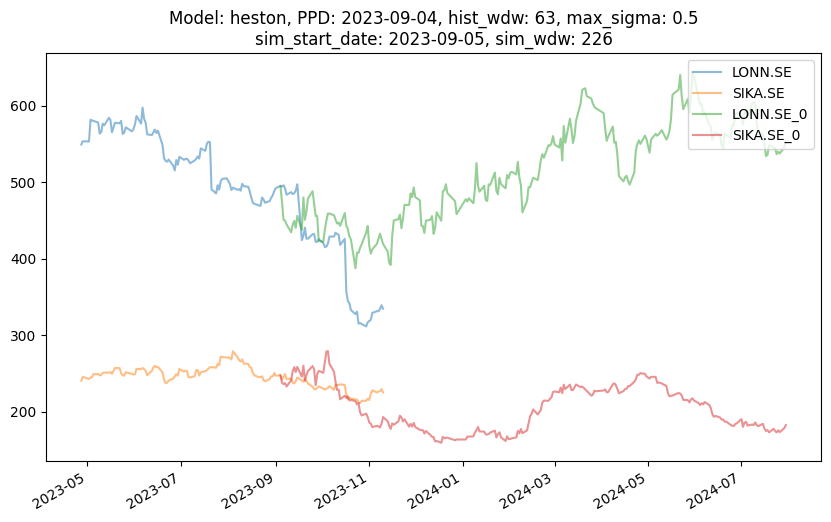 Model: heston, PPD: 2023-09-04, hist_wdw: 63, max_sigma: 0.5
sim_start_date: 2023-09-05, sim_wdw: 226
LONN.SE
SIKA.SE
LONN.SE_0
SIKA.SE_0
600
500
400
300
200
2023-05
2023-07
2023-09
2023-11
2024-01
2024-03
2024-05
2024-07